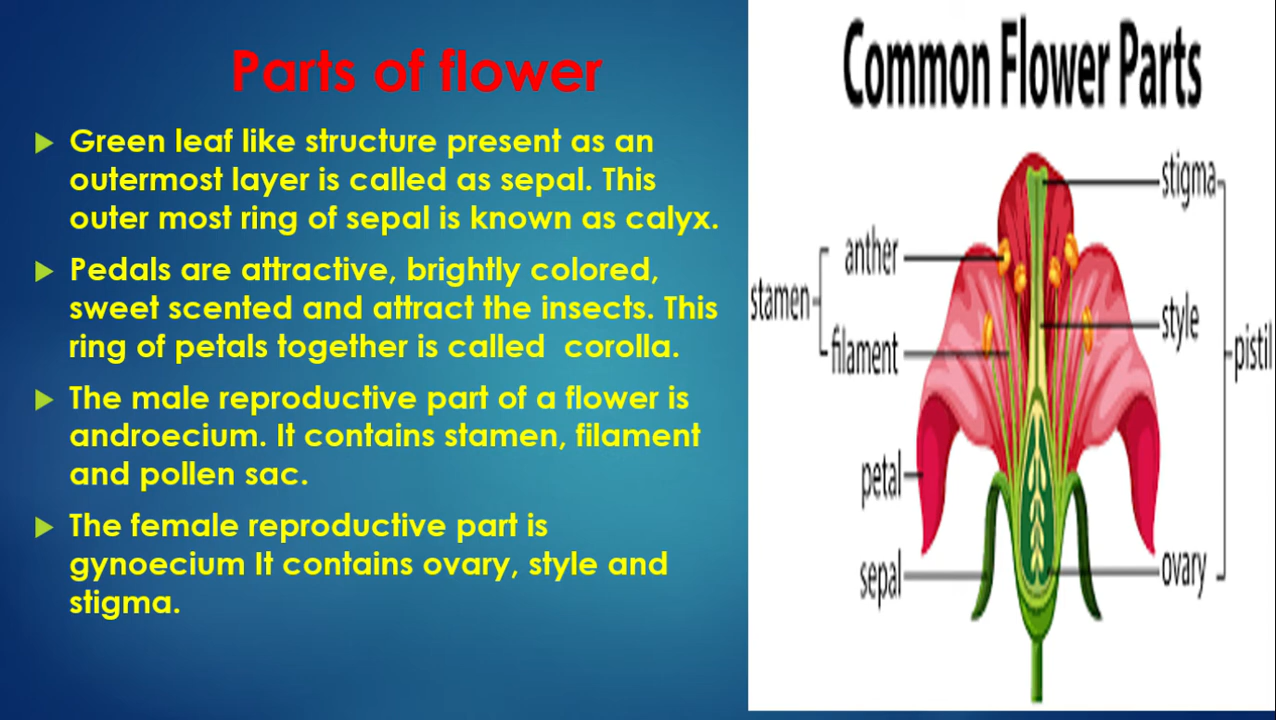 Parts of flower
Green leaf like structure present as an
outermost layer is called as sepal. This
outer most ring of sepal is known as calyx.
Pedals are attractive, brightly colored,
sweet scented and attract the insects. This
ring of petals together is called  corolla.
The male reproductive part of a flower is
androecium. It contains stamen, filament
and pollen sac.
The female reproductive part is
gynoecium It contains ovary, style and
stigma.
Common Flower Parts
stigma
anther
stamen
style
filament
pistil
petal
sepal
ovary